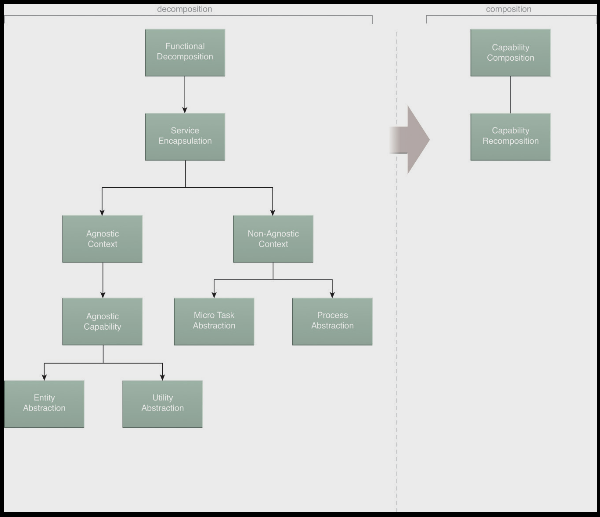 decomposition
composition
Functional
Decomposition
Capability
Composition
Service
Encapsulation
Capability
Recomposition
Agnostic
Context
Non-Agnostic
Context
Agnostic
Capability
Micro Task
Abstraction
Process
Abstraction
Entity
Abstraction
Utility
Abstraction